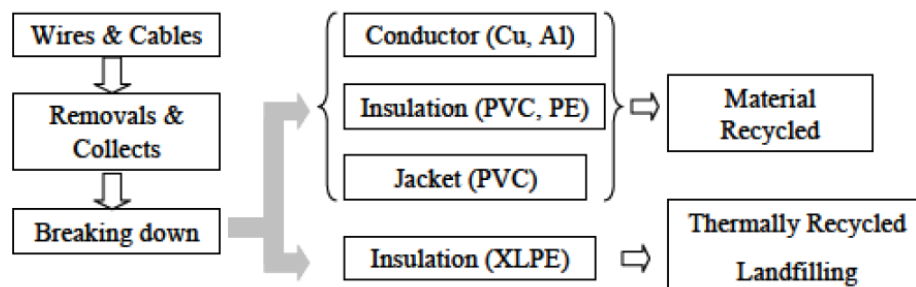 Wires & Cables
Removals &
Collects
Breaking down
Conductor (Cu, Al)
Insulation (PVC, PE)
Jacket (PVC)
Insulation (XLPE)
Material
Recycled
Thermally Recycled
Landfilling